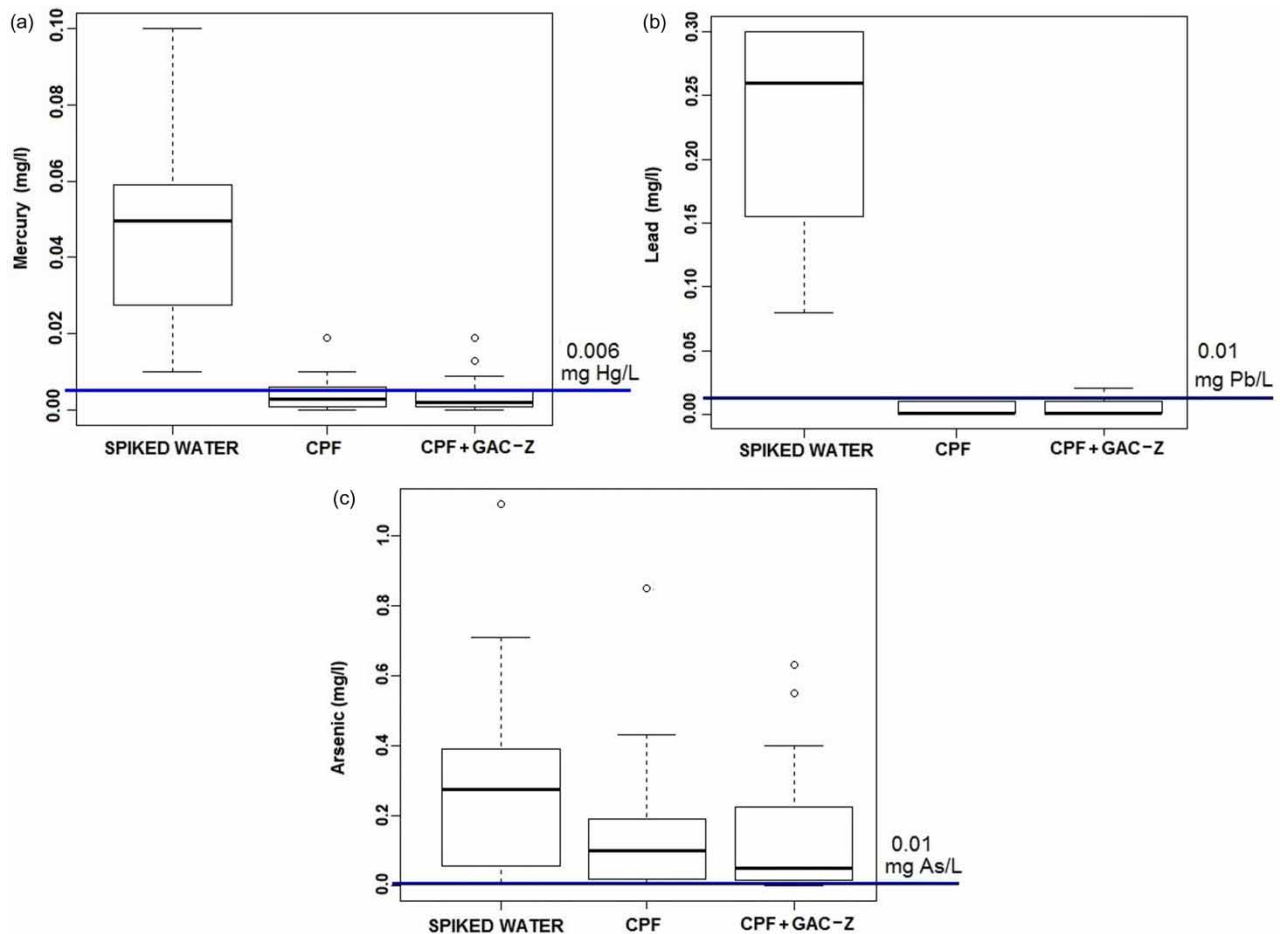 (a)
Mercury (mg/l)
0.10
0.08
0.06
0.04
0.02
0.00
0.006
mg Hg/L
SPIKED WATER CPF CPF+GAC-Z
(b)
Lead (mg/l)
0.30
0.25
0.20
0.15
0.10
0.05
0.00
0.01
mg Pb/L
SPIKED WATER CPF CPF+GAC-Z
(c)
Arsenic (mg/l)
1.0
0.8
0.6
0.4
0.2
0.0
0.01
mg As/L
SPIKED WATER CPF CPF+GAC-Z